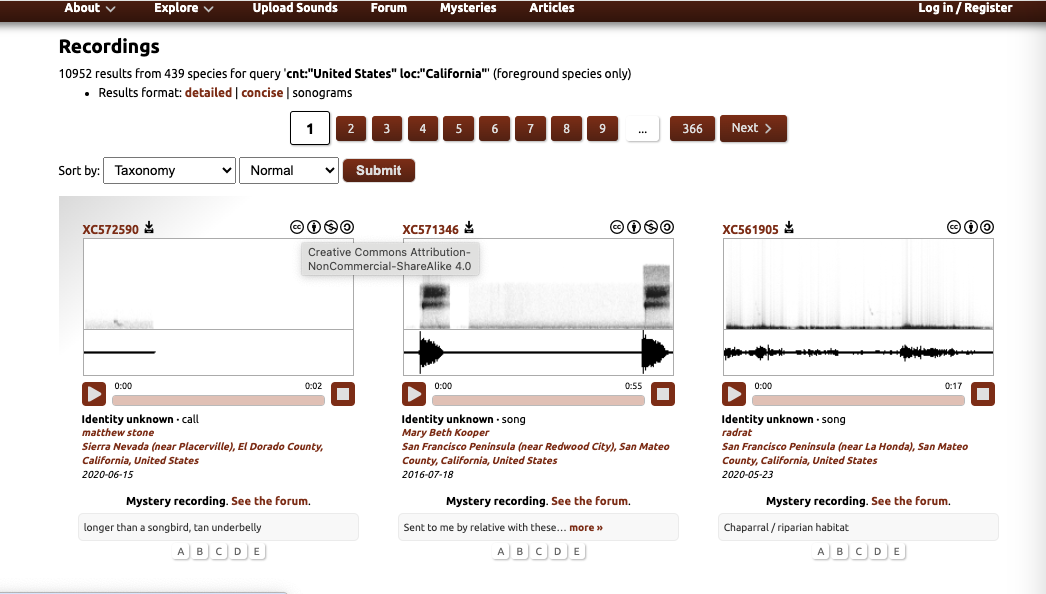 About Explore Upload Sounds Forum Mysteries Articles Log in / Register
Recordings
10952 results from 439 species for query 'cnt:"United States" loc:"California"' (foreground species only)
• Results format: detailed | concise | sonograms
1 2 3 4 5 6 7 8 9 ... 366 Next
Sort by: Taxonomy Normal Submit
XC572590
Creative Commons Attribution-
NonCommercial-ShareAlike 4.0
0:00 0:02
Identity unknown · call
matthew stone
Sierra Nevada (near Placerville), El Dorado County,
California, United States
2020-06-15
Mystery recording. See the forum.
longer than a songbird, tan underbelly
A B C D E
XC571346
0:00 0:55
Identity unknown · song
Mary Beth Kooper
San Francisco Peninsula (near Redwood City), San Mateo
County, California, United States
2016-07-18
Mystery recording. See the forum.
Sent to me by relative with these... more »
A B C D E
XC561905
0:00 0:17
Identity unknown · song
radrat
San Francisco Peninsula (near La Honda), San Mateo
County, California, United States
2020-05-23
Mystery recording. See the forum.
Chaparral / riparian habitat
A B C D E